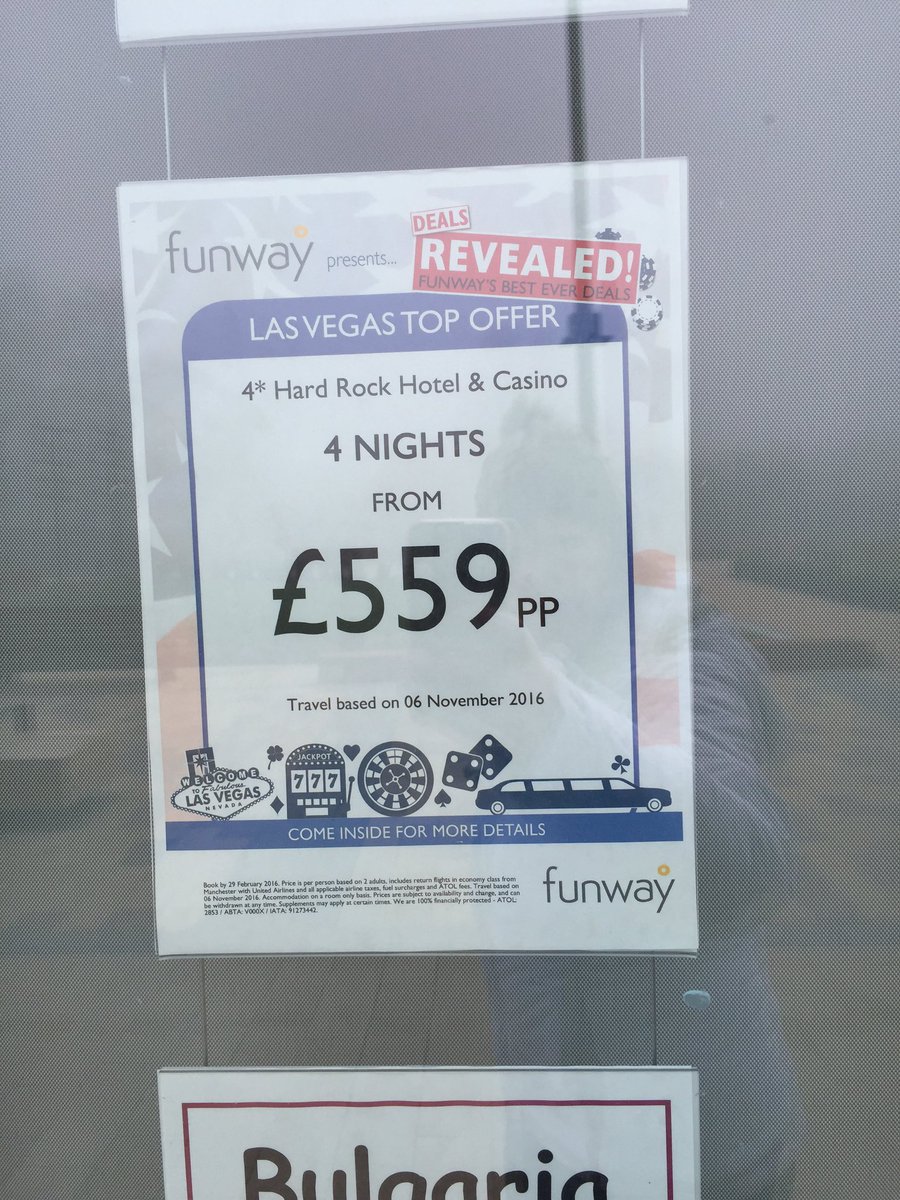 funway presents...
DEALS
REVEALED!
FUNWAY'S BEST EVER DEALS
LAS VEGAS TOP OFFER
4* Hard Rock Hotel & Casino
4 NIGHTS
FROM
£559 PP
Travel based on 06 November 2016
WELCOME
TO Fabulous
LAS VEGAS
NEVADA
JACKPOT
777
COME INSIDE FOR MORE DETAILS
Book by 29 February 2016. Price is per person based on 2 adults, includes return flights in economy class from
Manchester with United Airlines and all applicable airline taxes, fuel surcharges and ATOL fees. Travel based on
06 November 2016. Accommodation on a room only basis. Prices are subject to availability and change, and can
be withdrawn at any time. Supplements may apply at certain times. We are 100% financially protected - ATOL:
2853 / ABTA: V000X / IATA: 91273442.
funway
Bulgaria